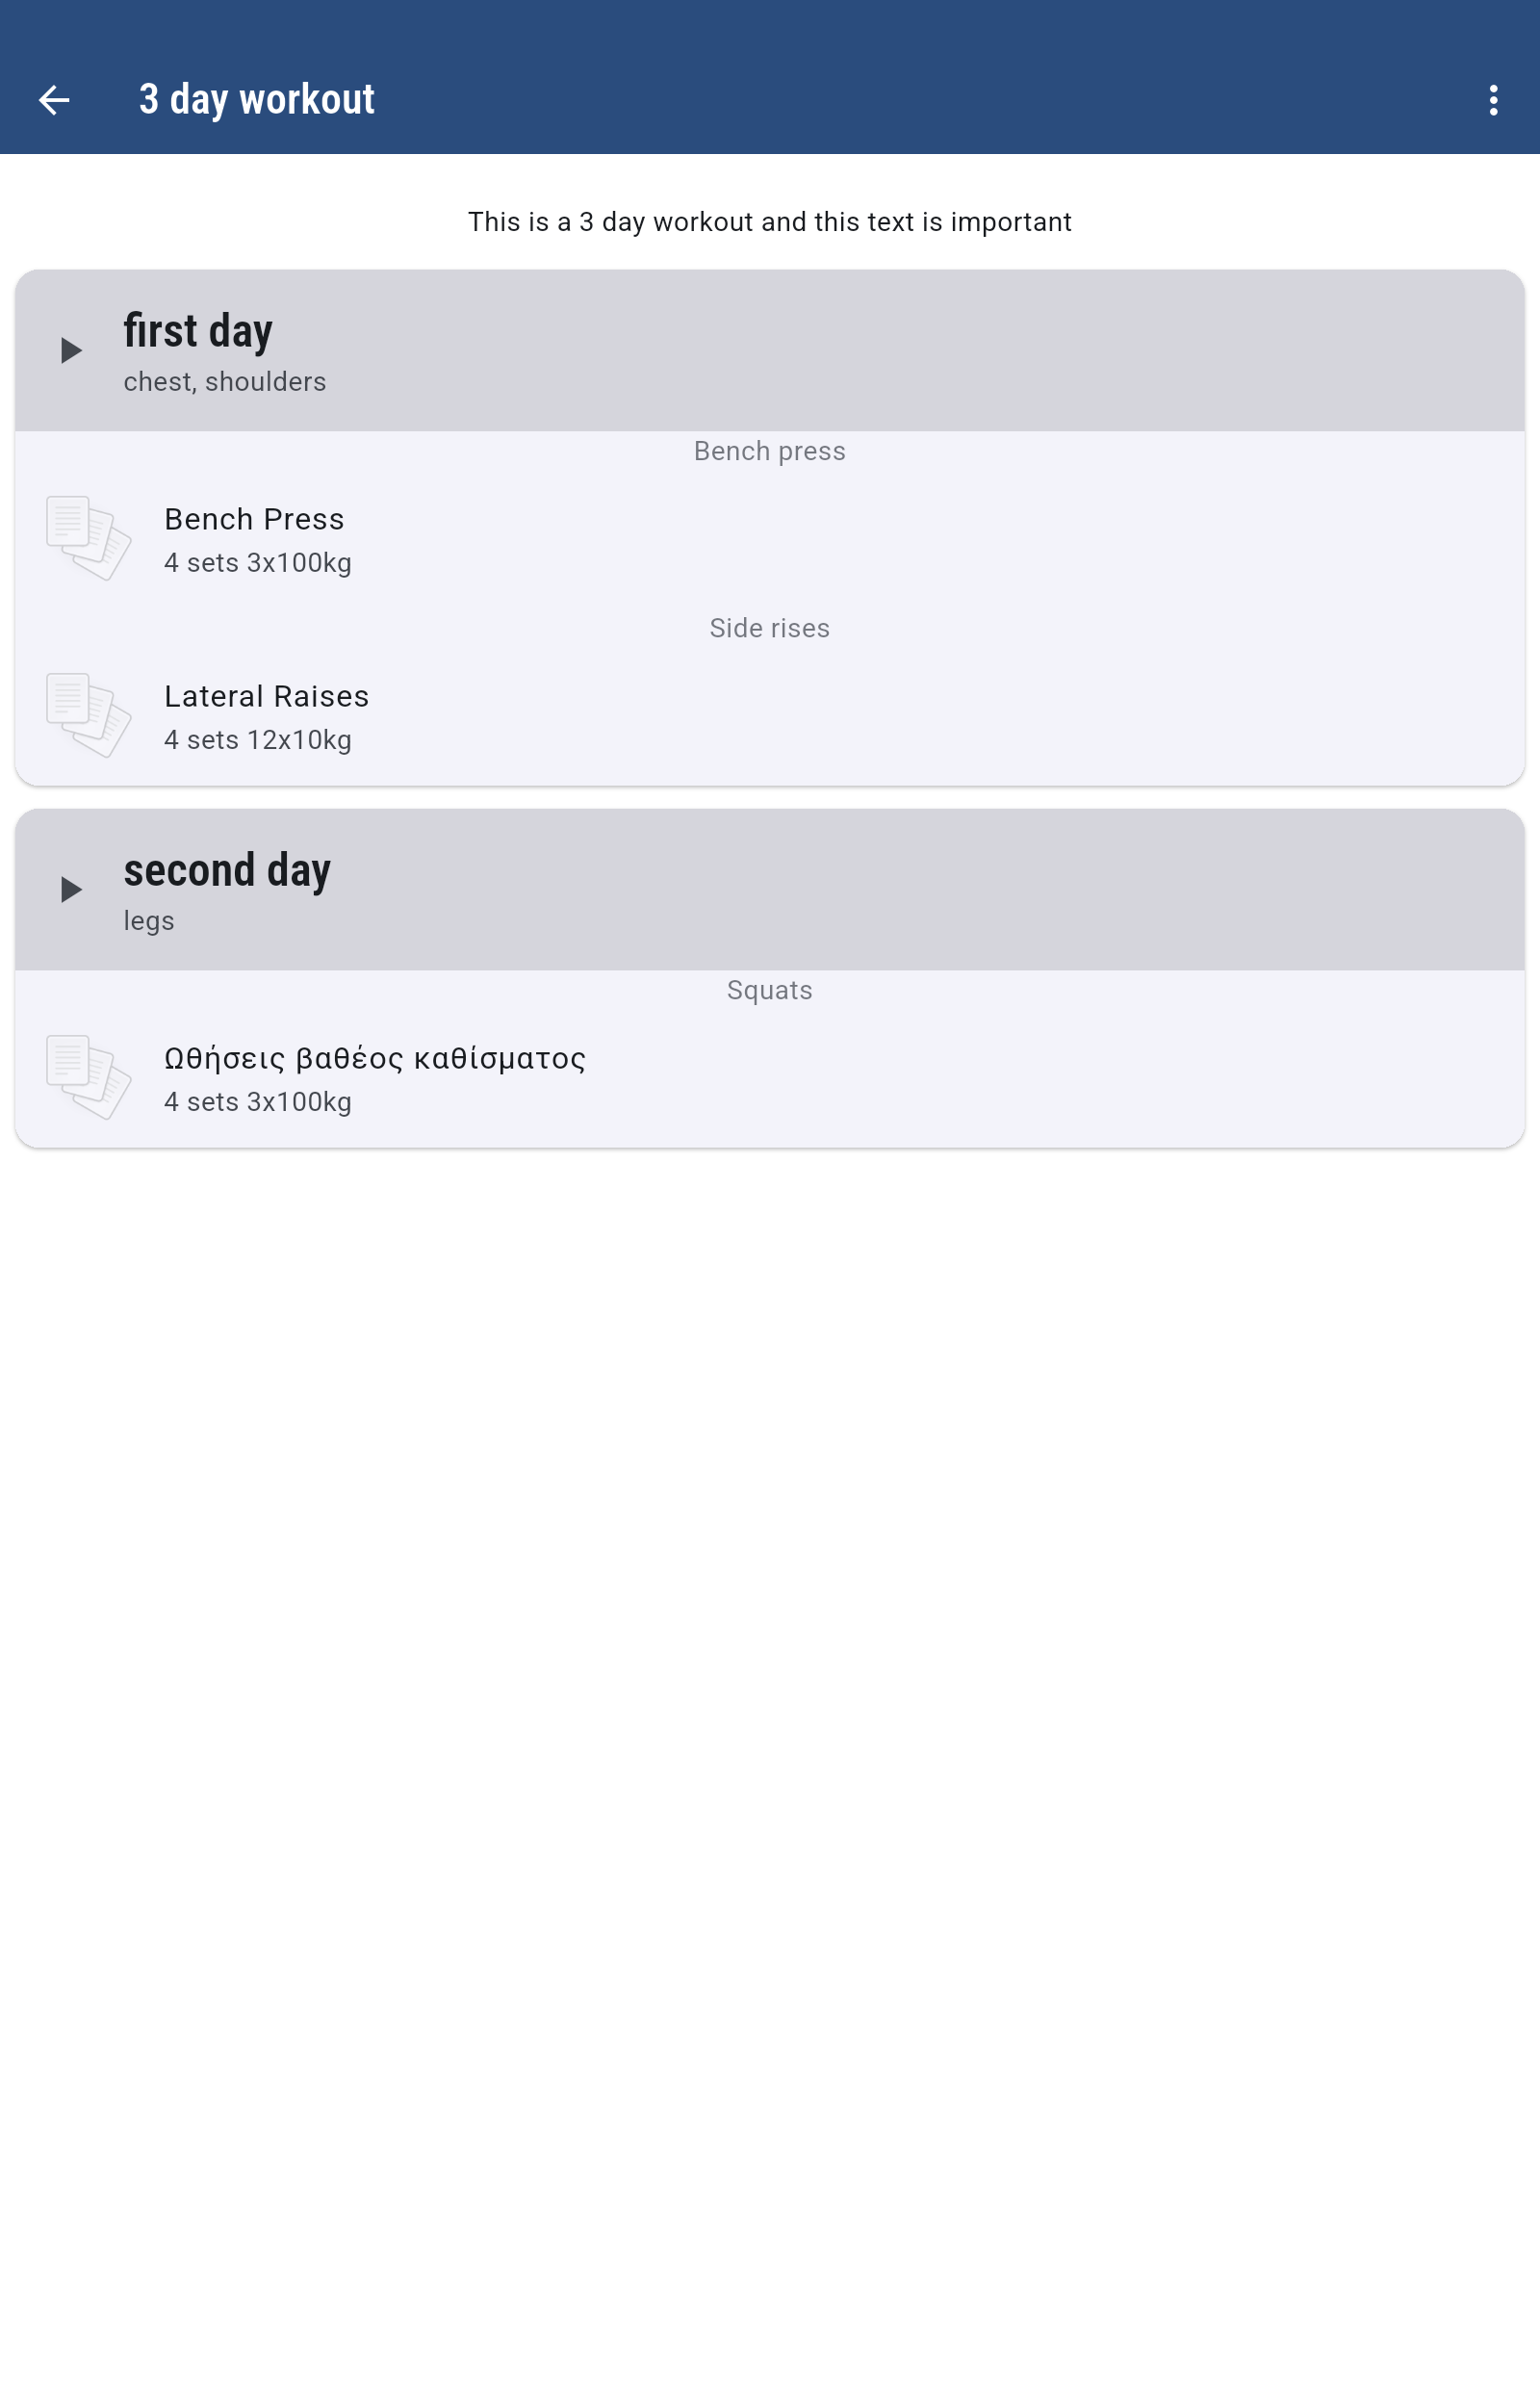 3 day workout
This is a 3 day workout and this text is important
first day
chest, shoulders
Bench press
Bench Press
4 sets 3x100kg
Side rises
Lateral Raises
4 sets 12x10kg
second day
legs
Squats
Ωθήσεις βαθέος καθίσματος
4 sets 3x100kg